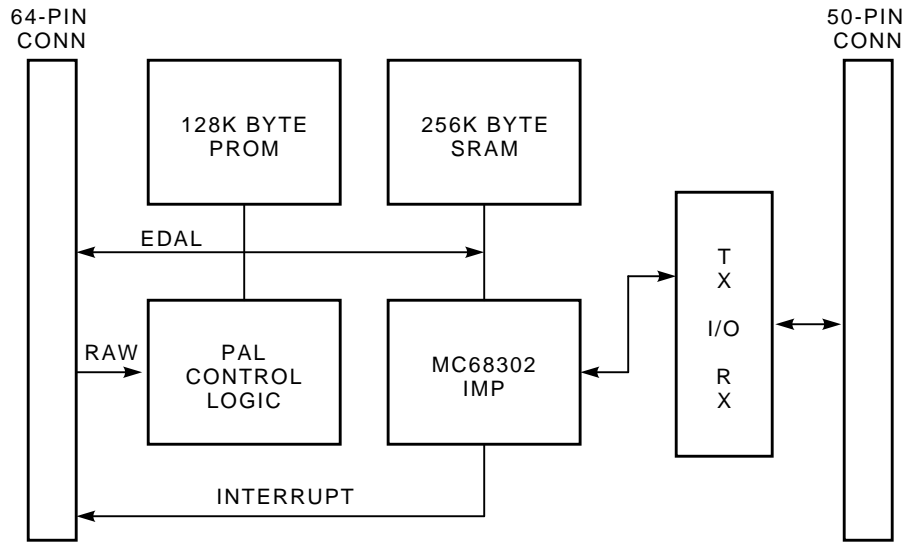 64-PIN
CONN
50-PIN
CONN
128K BYTE
PROM
256K BYTE
SRAM
EDAL
T
X
I/O
R
X
RAW
PAL
CONTROL
LOGIC
MC68302
IMP
INTERRUPT